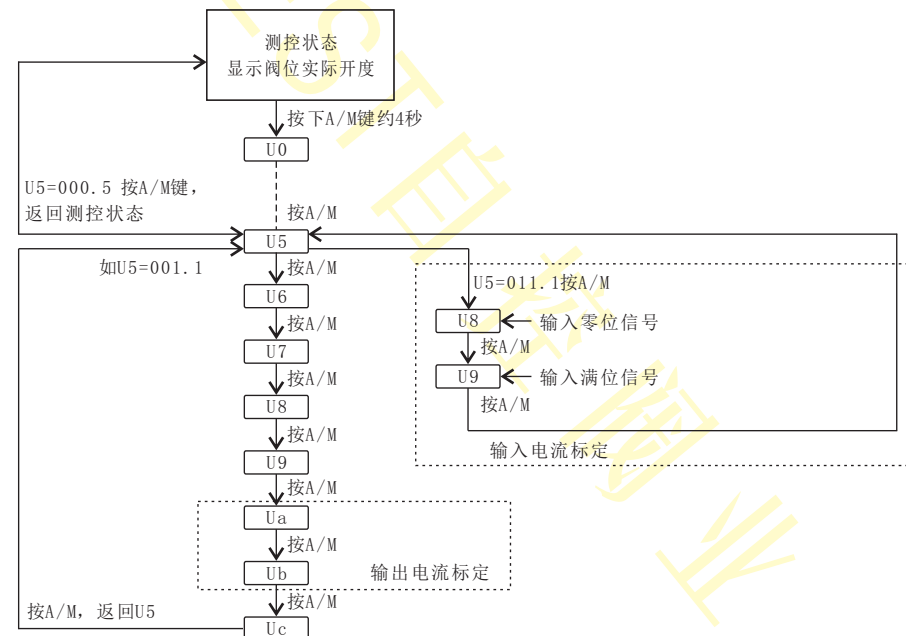 测控状态
显示阀位实际开度
按下A/M键约4秒
U0
U5=000.5 按A/M键，
返回测控状态
按A/M
U5
如U5=001.1
按A/M
U5=011.1按A/M
U6
U8
输入零位信号
按A/M
按A/M
U7
U9
输入满位信号
按A/M
按A/M
U8
按A/M
输入电流标定
U9
按A/M
Ua
按A/M
Ub
输出电流标定
按A/M
按A/M，返回U5
Uc
自控阀业